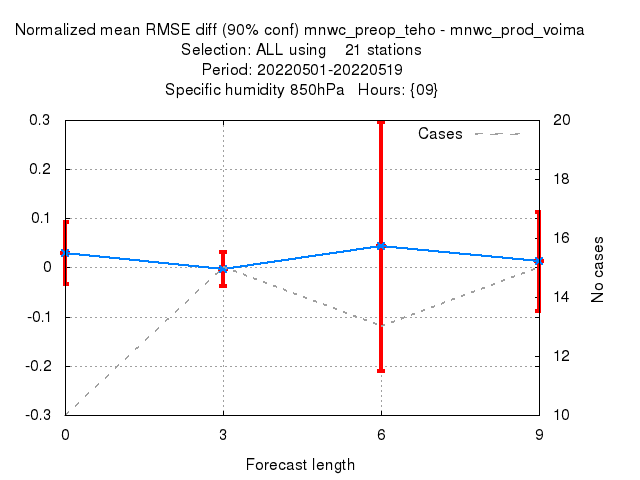 Normalized mean RMSE diff (90% conf) mnwc_preop_teho - mnwc_prod_voima
Selection: ALL using    21 stations
Period: 20220501-20220519
Specific humidity 850hPa   Hours: {09}
Cases
0.3
0.2
0.1
0
-0.1
-0.2
-0.3
20
18
16
14
12
10
No cases
0 3 6 9
Forecast length